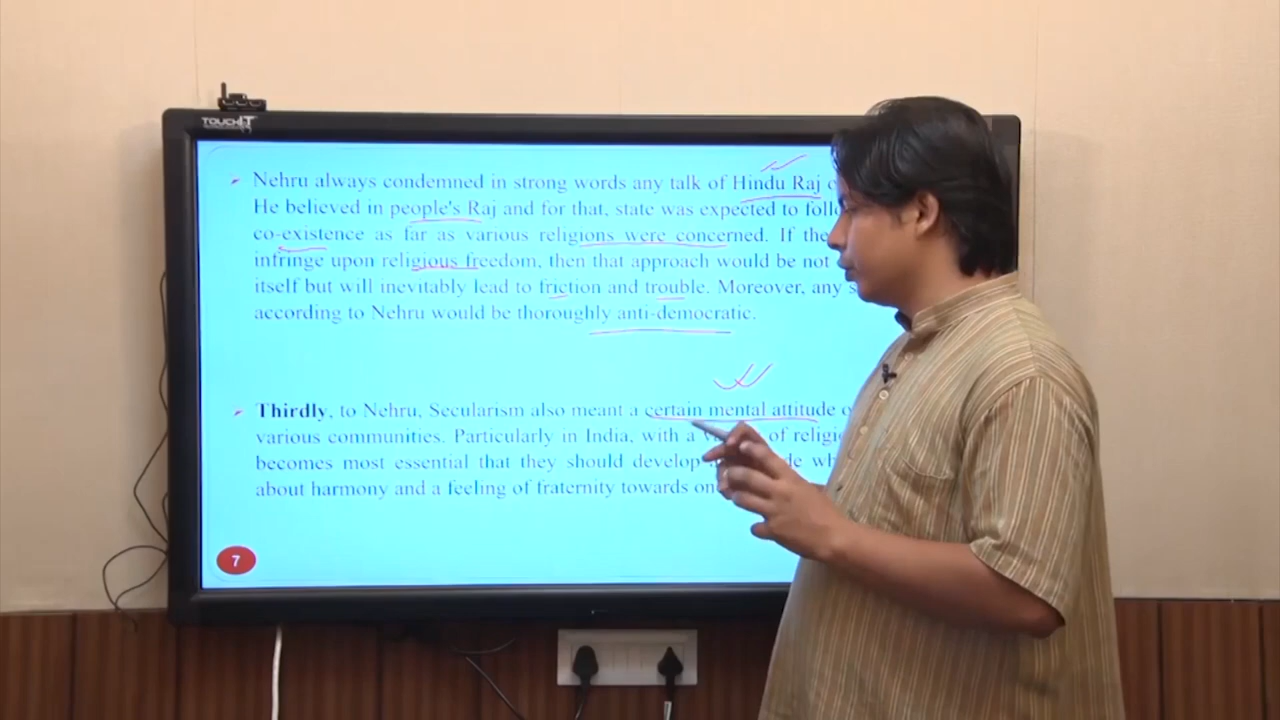 TOUCHIT
Nehru always condemned in strong words any talk of Hindu Raj
He believed in people's Raj and for that, state was expected to
co-existence as far as various religions were concerned. If
infringe upon religious freedom, then that approach would be not
itself but will inevitably lead to friction and trouble. Moreover, any
according to Nehru would be thoroughly anti-democratic.
Thirdly, to Nehru, Secularism also meant a certain mental attitude
various communities. Particularly in India, with a of
becomes most essential that they should develop
about harmony and a feeling of fraternity towards
7